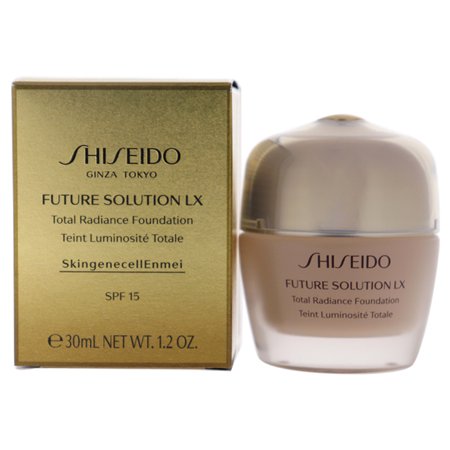 SHISEIDO
GINZA TOKYO
FUTURE SOLUTION LX
Total Radiance Foundation
Teint Luminosité Totale
SkingenecellEnmei
SPF 15
℮30mL NET WT. 1.2 OZ.
SHISEIDO
FUTURE SOLUTION LX
Total Radiance Foundation
Teint Luminosité Totale